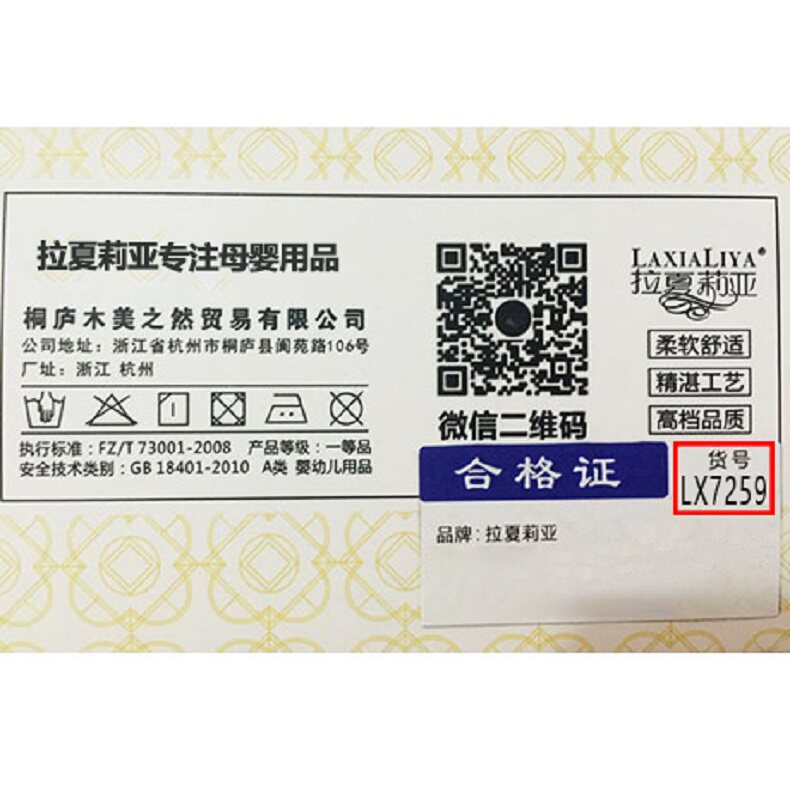 拉夏莉亚专注母婴用品
桐庐木美之然贸易有限公司
公司地址：浙江省杭州市桐庐县阆苑路106号
厂址：浙江 杭州
执行标准：FZ/T 73001-2008 产品等级：一等品
安全技术类别：GB 18401-2010 A类 婴幼儿用品
微信二维码
LAXIALIYA®
拉夏莉亚
柔软舒适
精湛工艺
高档品质
合格证
货号
LX7259
品牌：拉夏莉亚